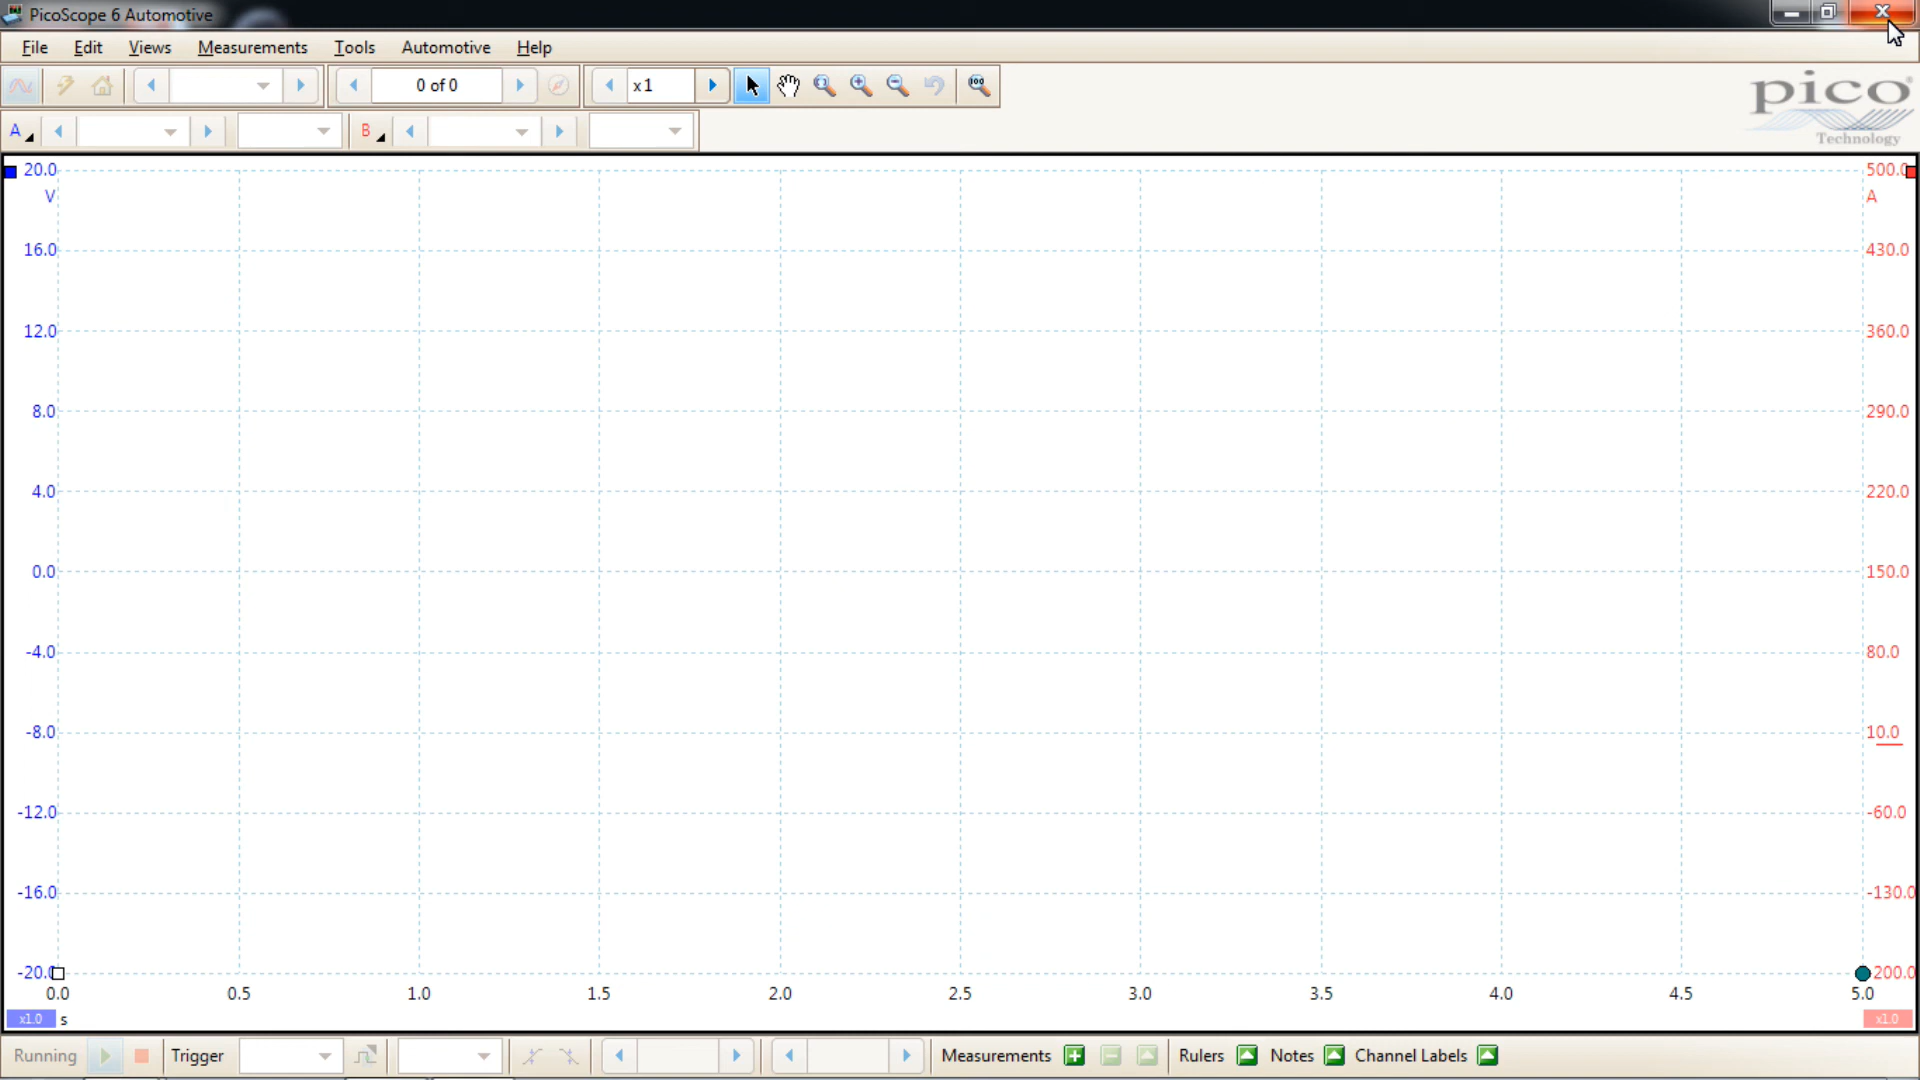 PicoScope 6 Automotive
File Edit Views Measurements Tools Automotive Help
0 of 0 x1
pico
Technology
A B
20.0 500.0
V A
16.0 430.0
12.0 360.0
8.0 290.0
4.0 220.0
0.0 150.0
-4.0 80.0
-8.0 10.0
-12.0 -60.0
-16.0 -130.0
-20.0 200.0
0.0 0.5 1.0 1.5 2.0 2.5 3.0 3.5 4.0 4.5 5.0
x1.0 s x1.0
Running Trigger Measurements Rulers Notes Channel Labels